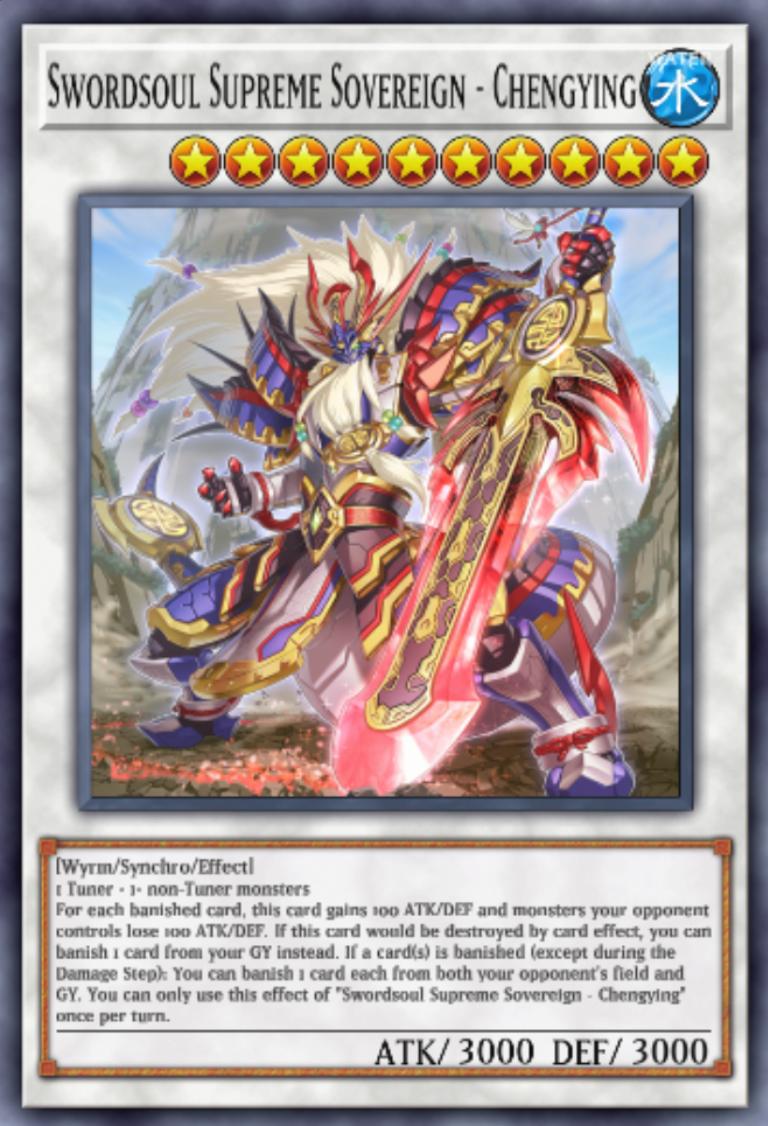 Swordsoul Supreme Sovereign - Chengying
WATER
水
[Wyrm/Synchro/Effect]
1 Tuner - 1- non-Tuner monsters
For each banished card, this card gains 100 ATK/DEF and monsters your opponent
controls lose 100 ATK/DEF. If this card would be destroyed by card effect, you can
banish 1 card from your GY instead. If a card(s) is banished (except during the
Damage Step): You can banish 1 card each from both your opponent's field and
GY. You can only use this effect of "Swordsoul Supreme Sovereign - Chengying"
once per turn.
ATK/ 3000 DEF/ 3000